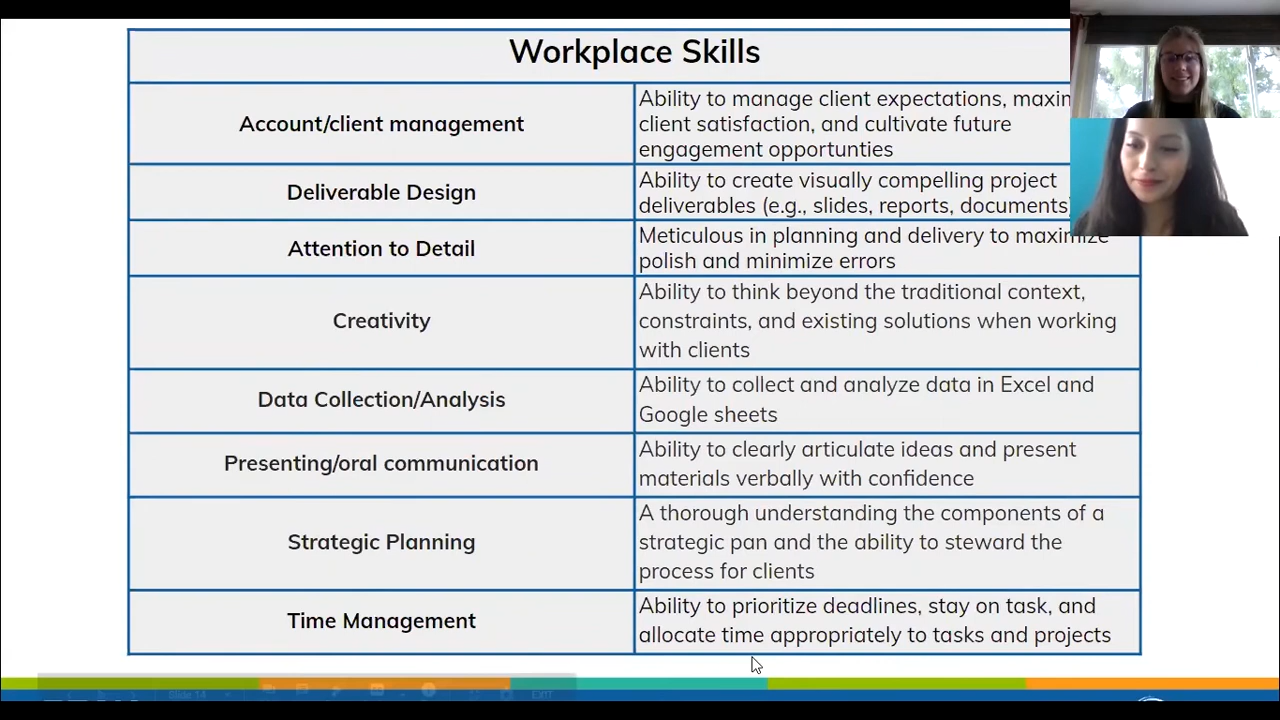 Workplace Skills
Account/client management
Ability to manage client expectations,
client satisfaction, and cultivate future
engagement opportunties
Deliverable Design
Ability to create visually compelling project
deliverables (e.g., slides, reports, documents)
Attention to Detail
Meticulous in planning and delivery to maximize
polish and minimize errors
Creativity
Ability to think beyond the traditional context,
constraints, and existing solutions when working
with clients
Data Collection/Analysis
Ability to collect and analyze data in Excel and
Google sheets
Presenting/oral communication
Ability to clearly articulate ideas and present
materials verbally with confidence
Strategic Planning
A thorough understanding the components of a
strategic pan and the ability to steward the
process for clients
Time Management
Ability to prioritize deadlines, stay on task, and
allocate time appropriately to tasks and projects
Slide 14
EXIT